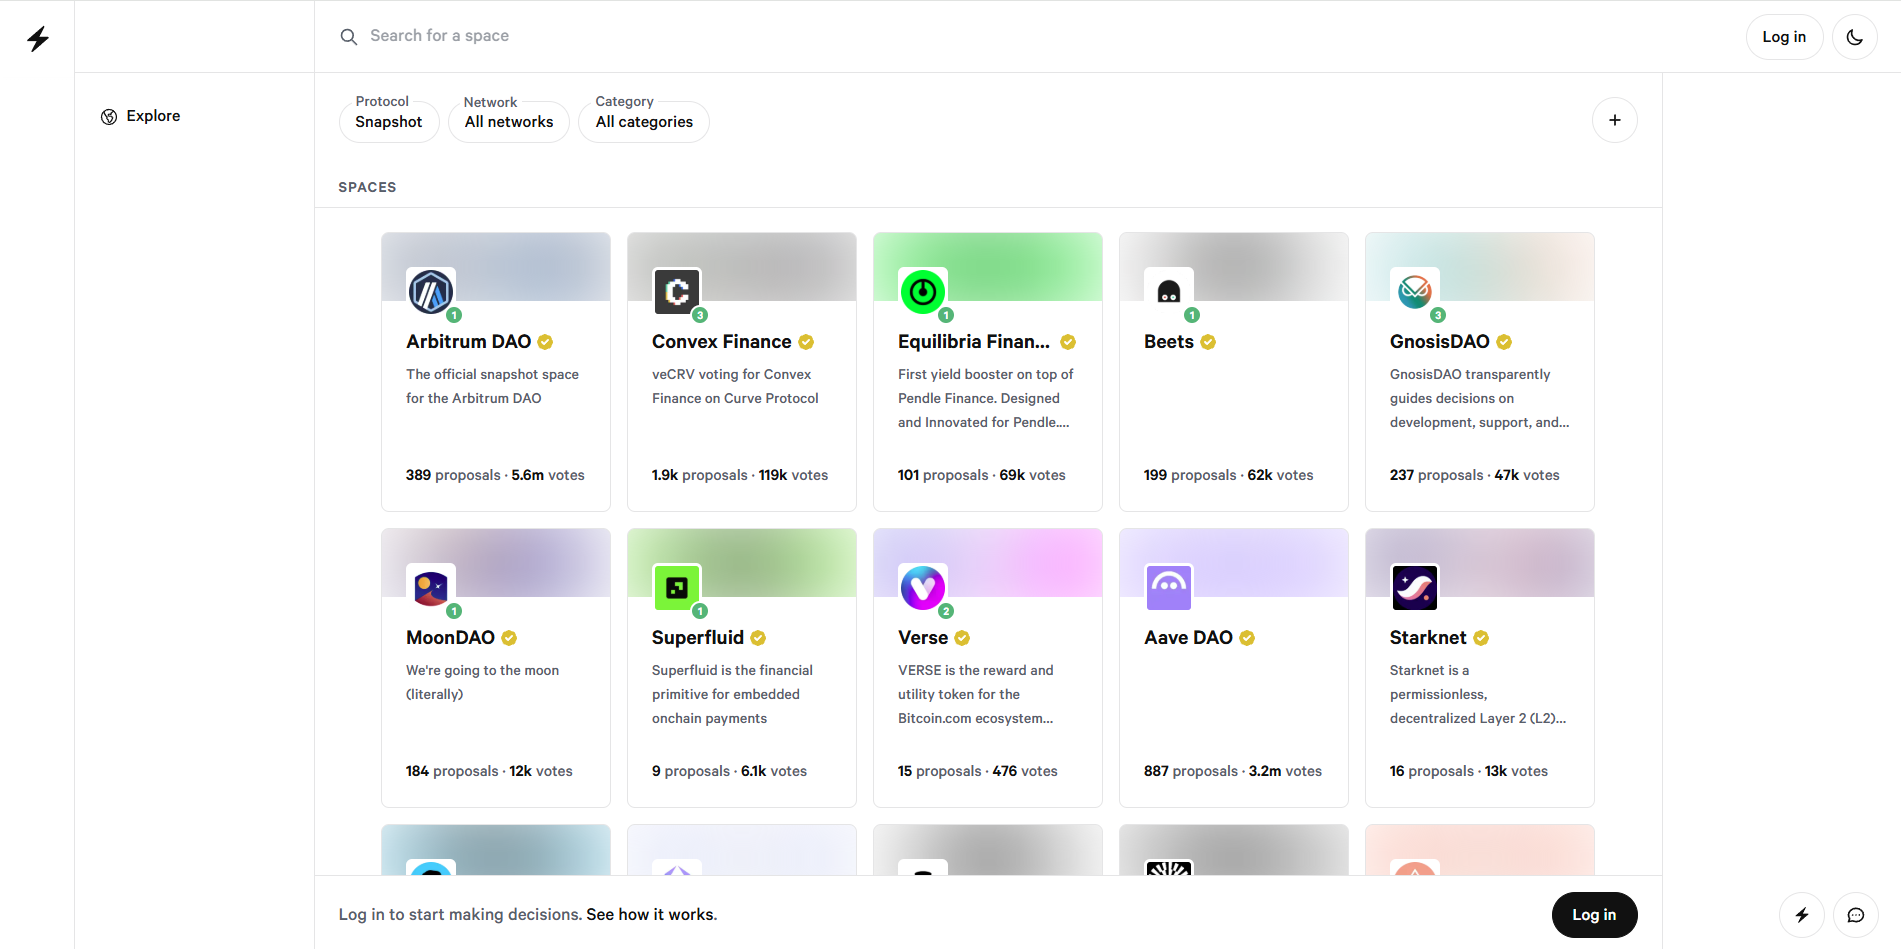 Search for a space
Log in
Explore
Protocol
Snapshot
Network
All networks
Category
All categories
SPACES
1
Arbitrum DAO
The official snapshot space
for the Arbitrum DAO
389 proposals · 5.6m votes
3
Convex Finance
veCRV voting for Convex
Finance on Curve Protocol
1.9k proposals · 119k votes
1
Equilibria Finan...
First yield booster on top of
Pendle Finance. Designed
and Innovated for Pendle....
101 proposals · 69k votes
1
Beets
199 proposals · 62k votes
3
GnosisDAO
GnosisDAO transparently
guides decisions on
development, support, and...
237 proposals · 47k votes
1
MoonDAO
We're going to the moon
(literally)
184 proposals · 12k votes
1
Superfluid
Superfluid is the financial
primitive for embedded
onchain payments
9 proposals · 6.1k votes
2
Verse
VERSE is the reward and
utility token for the
Bitcoin.com ecosystem...
15 proposals · 476 votes
Aave DAO
887 proposals · 3.2m votes
Starknet
Starknet is a
permissionless,
decentralized Layer 2 (L2)...
16 proposals · 13k votes
Log in to start making decisions. See how it works.
Log in